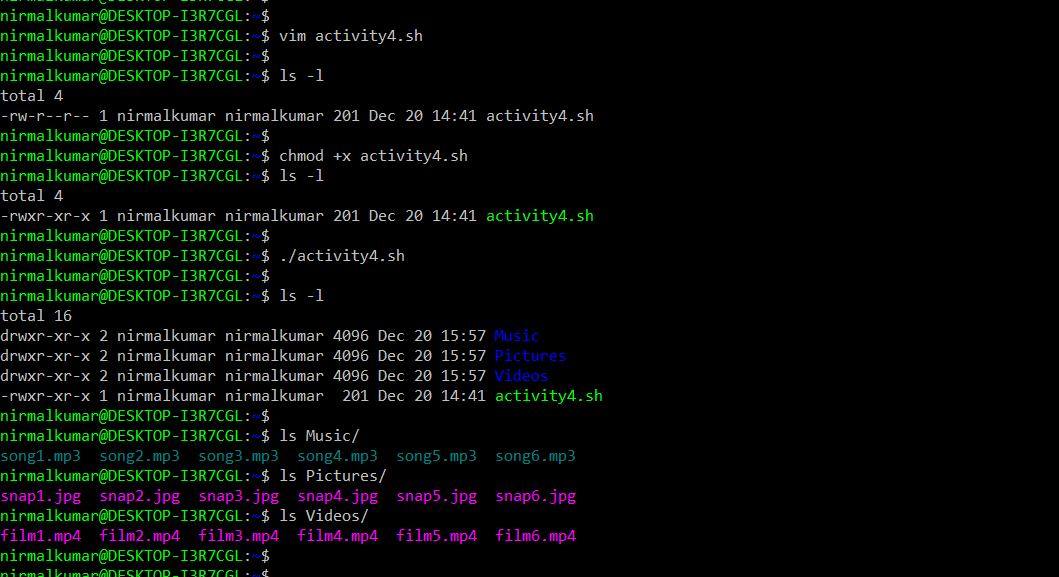 nirmalkumar@DESKTOP-I3R7CGL:~$
nirmalkumar@DESKTOP-I3R7CGL:~$ vim activity4.sh
nirmalkumar@DESKTOP-I3R7CGL:~$
nirmalkumar@DESKTOP-I3R7CGL:~$ ls -l
total 4
-rw-r--r-- 1 nirmalkumar nirmalkumar 201 Dec 20 14:41 activity4.sh
nirmalkumar@DESKTOP-I3R7CGL:~$
nirmalkumar@DESKTOP-I3R7CGL:~$ chmod +x activity4.sh
nirmalkumar@DESKTOP-I3R7CGL:~$ ls -l
total 4
-rwxr-xr-x 1 nirmalkumar nirmalkumar 201 Dec 20 14:41 activity4.sh
nirmalkumar@DESKTOP-I3R7CGL:~$
nirmalkumar@DESKTOP-I3R7CGL:~$ ./activity4.sh
nirmalkumar@DESKTOP-I3R7CGL:~$
nirmalkumar@DESKTOP-I3R7CGL:~$ ls -l
total 16
drwxr-xr-x 2 nirmalkumar nirmalkumar 4096 Dec 20 15:57 Music
drwxr-xr-x 2 nirmalkumar nirmalkumar 4096 Dec 20 15:57 Pictures
drwxr-xr-x 2 nirmalkumar nirmalkumar 4096 Dec 20 15:57 Videos
-rwxr-xr-x 1 nirmalkumar nirmalkumar  201 Dec 20 14:41 activity4.sh
nirmalkumar@DESKTOP-I3R7CGL:~$
nirmalkumar@DESKTOP-I3R7CGL:~$ ls Music/
song1.mp3  song2.mp3  song3.mp3  song4.mp3  song5.mp3  song6.mp3
nirmalkumar@DESKTOP-I3R7CGL:~$ ls Pictures/
snap1.jpg  snap2.jpg  snap3.jpg  snap4.jpg  snap5.jpg  snap6.jpg
nirmalkumar@DESKTOP-I3R7CGL:~$ ls Videos/
film1.mp4  film2.mp4  film3.mp4  film4.mp4  film5.mp4  film6.mp4
nirmalkumar@DESKTOP-I3R7CGL:~$
nirmalkumar@DESKTOP-I3R7CGL:~$